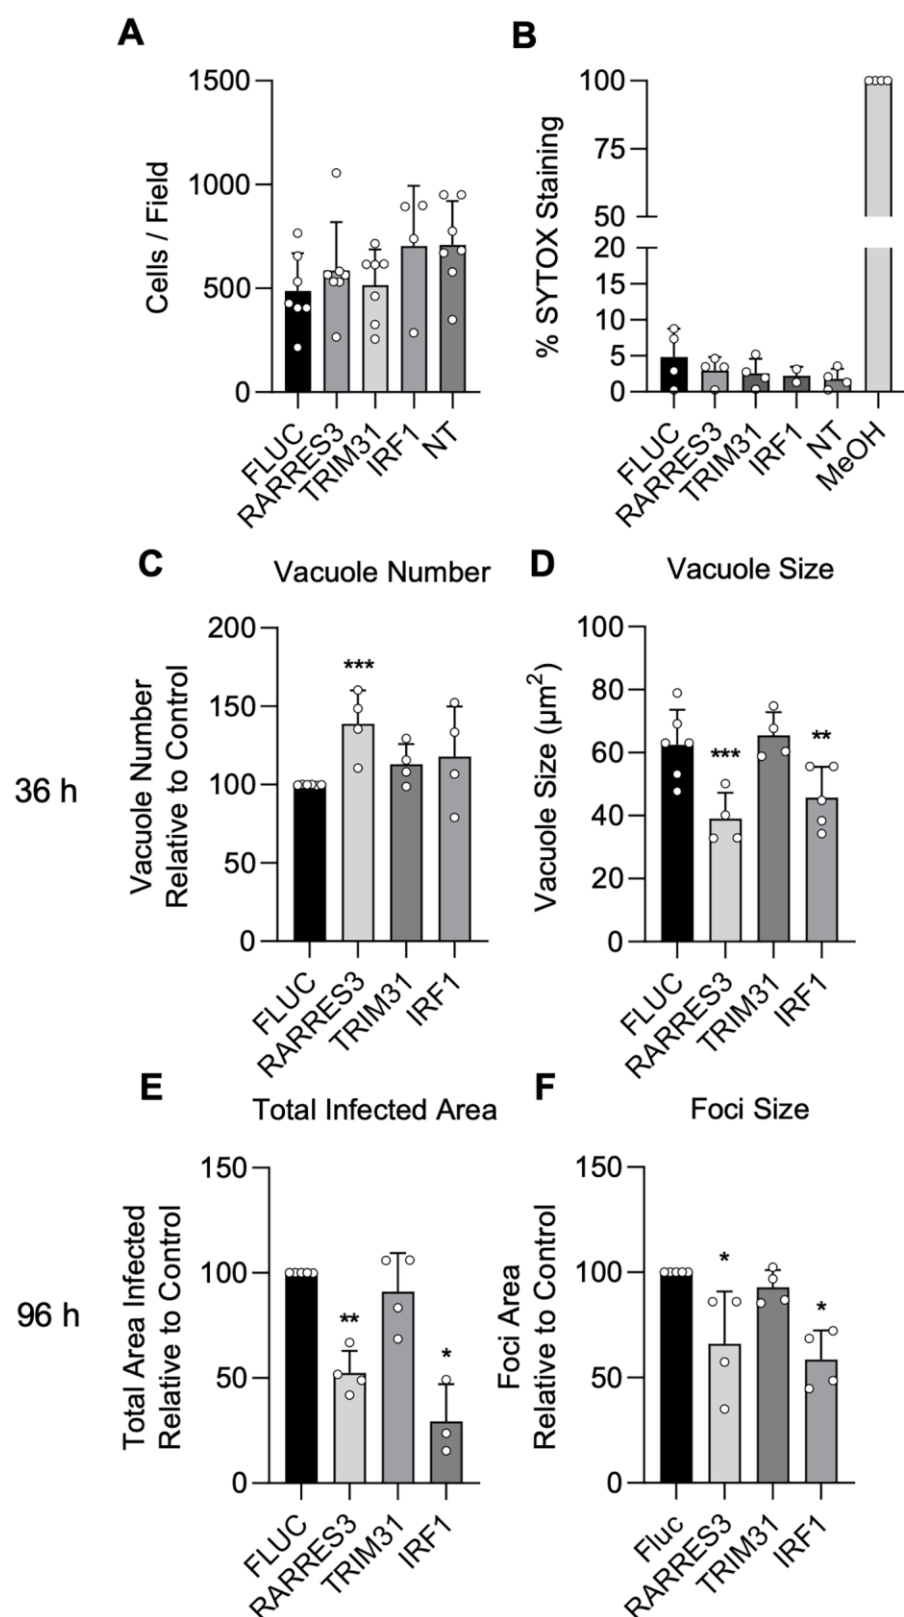 A
Cells / Field
1500
1000
500
0
FLUC
RARRES3
TRIM31
IRF1
NT
B
% SYTOX Staining
100
75
50
20
15
10
5
0
FLUC
RARRES3
TRIM31
IRF1
NT
MeOH
36 h
C
Vacuole Number
Vacuole Number
Relative to Control
200
150
100
50
0
***
FLUC
RARRES3
TRIM31
IRF1
D
Vacuole Size
Vacuole Size (μm²)
100
80
60
40
20
0
***
**
FLUC
RARRES3
TRIM31
IRF1
96 h
E
Total Infected Area
Total Area Infected
Relative to Control
150
100
50
0
**
*
FLUC
RARRES3
TRIM31
IRF1
F
Foci Size
Foci Area
Relative to Control
150
100
50
0
*
*
Fluc
RARRES3
TRIM31
IRF1